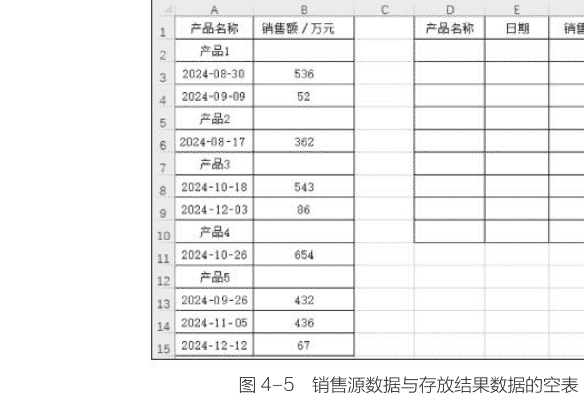 A B C D E
1 产品名称 销售额/万元 产品名称 日期 销售
2 产品1
3 2024-08-30 536
4 2024-09-09 52
5 产品2
6 2024-08-17 362
7 产品3
8 2024-10-18 543
9 2024-12-03 86
10 产品4
11 2024-10-26 654
12 产品5
13 2024-09-26 432
14 2024-11-05 436
15 2024-12-12 67
图 4-5 销售源数据与存放结果数据的空表